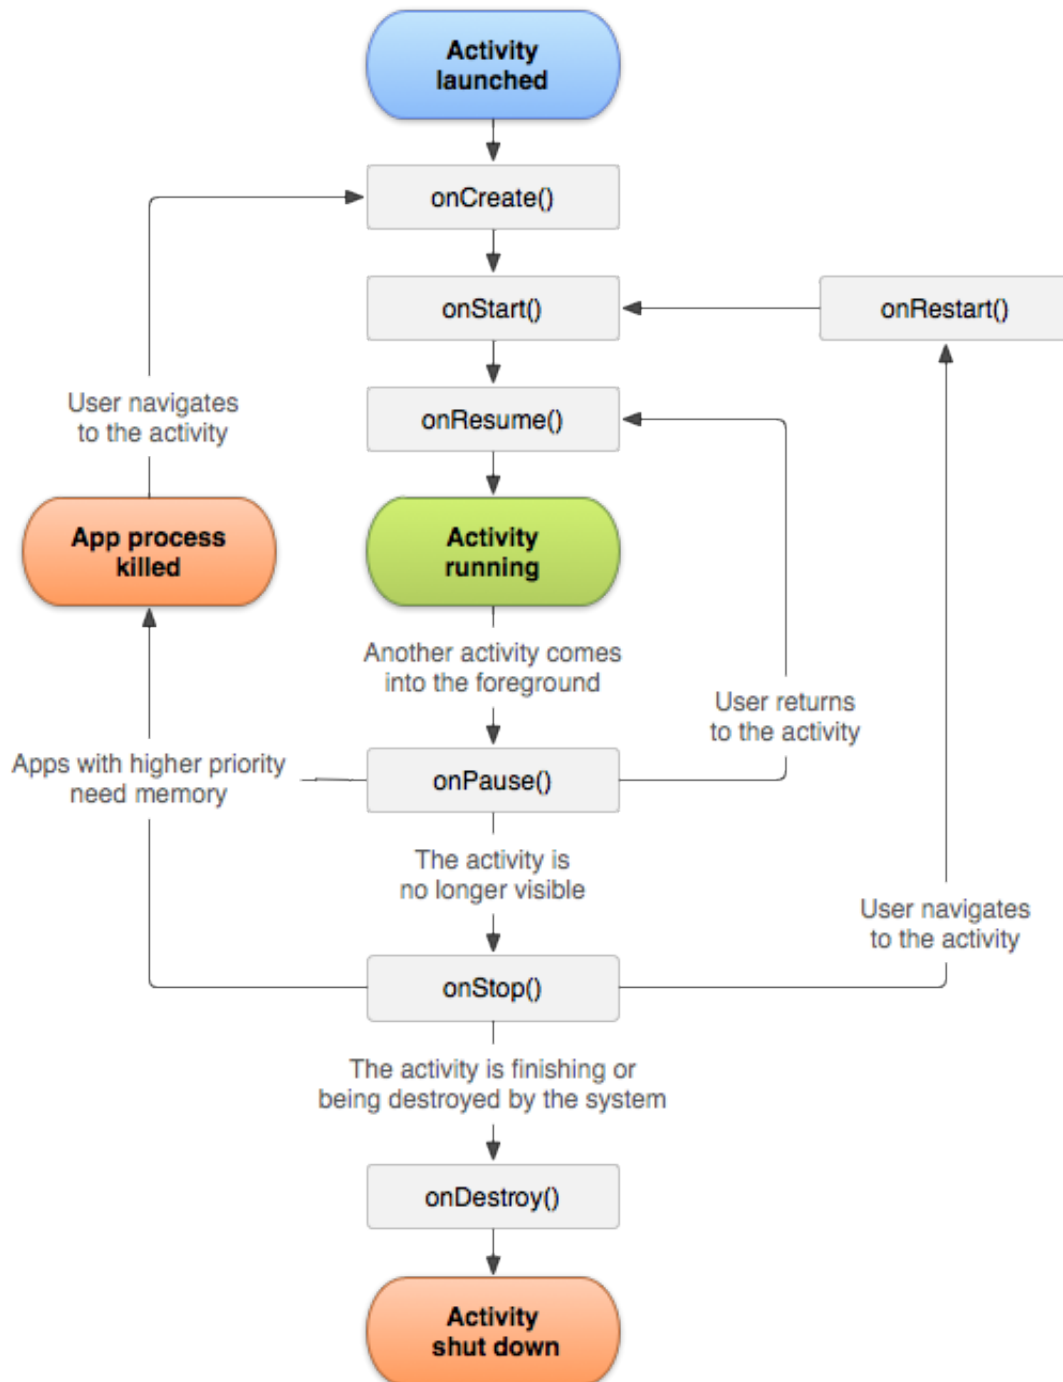 Activity
launched
onCreate()
onStart()
onRestart()
User navigates
to the activity
onResume()
App process
killed
Activity
running
Another activity comes
into the foreground
User returns
to the activity
Apps with higher priority
need memory
onPause()
The activity is
no longer visible
User navigates
to the activity
onStop()
The activity is finishing or
being destroyed by the system
onDestroy()
Activity
shut down